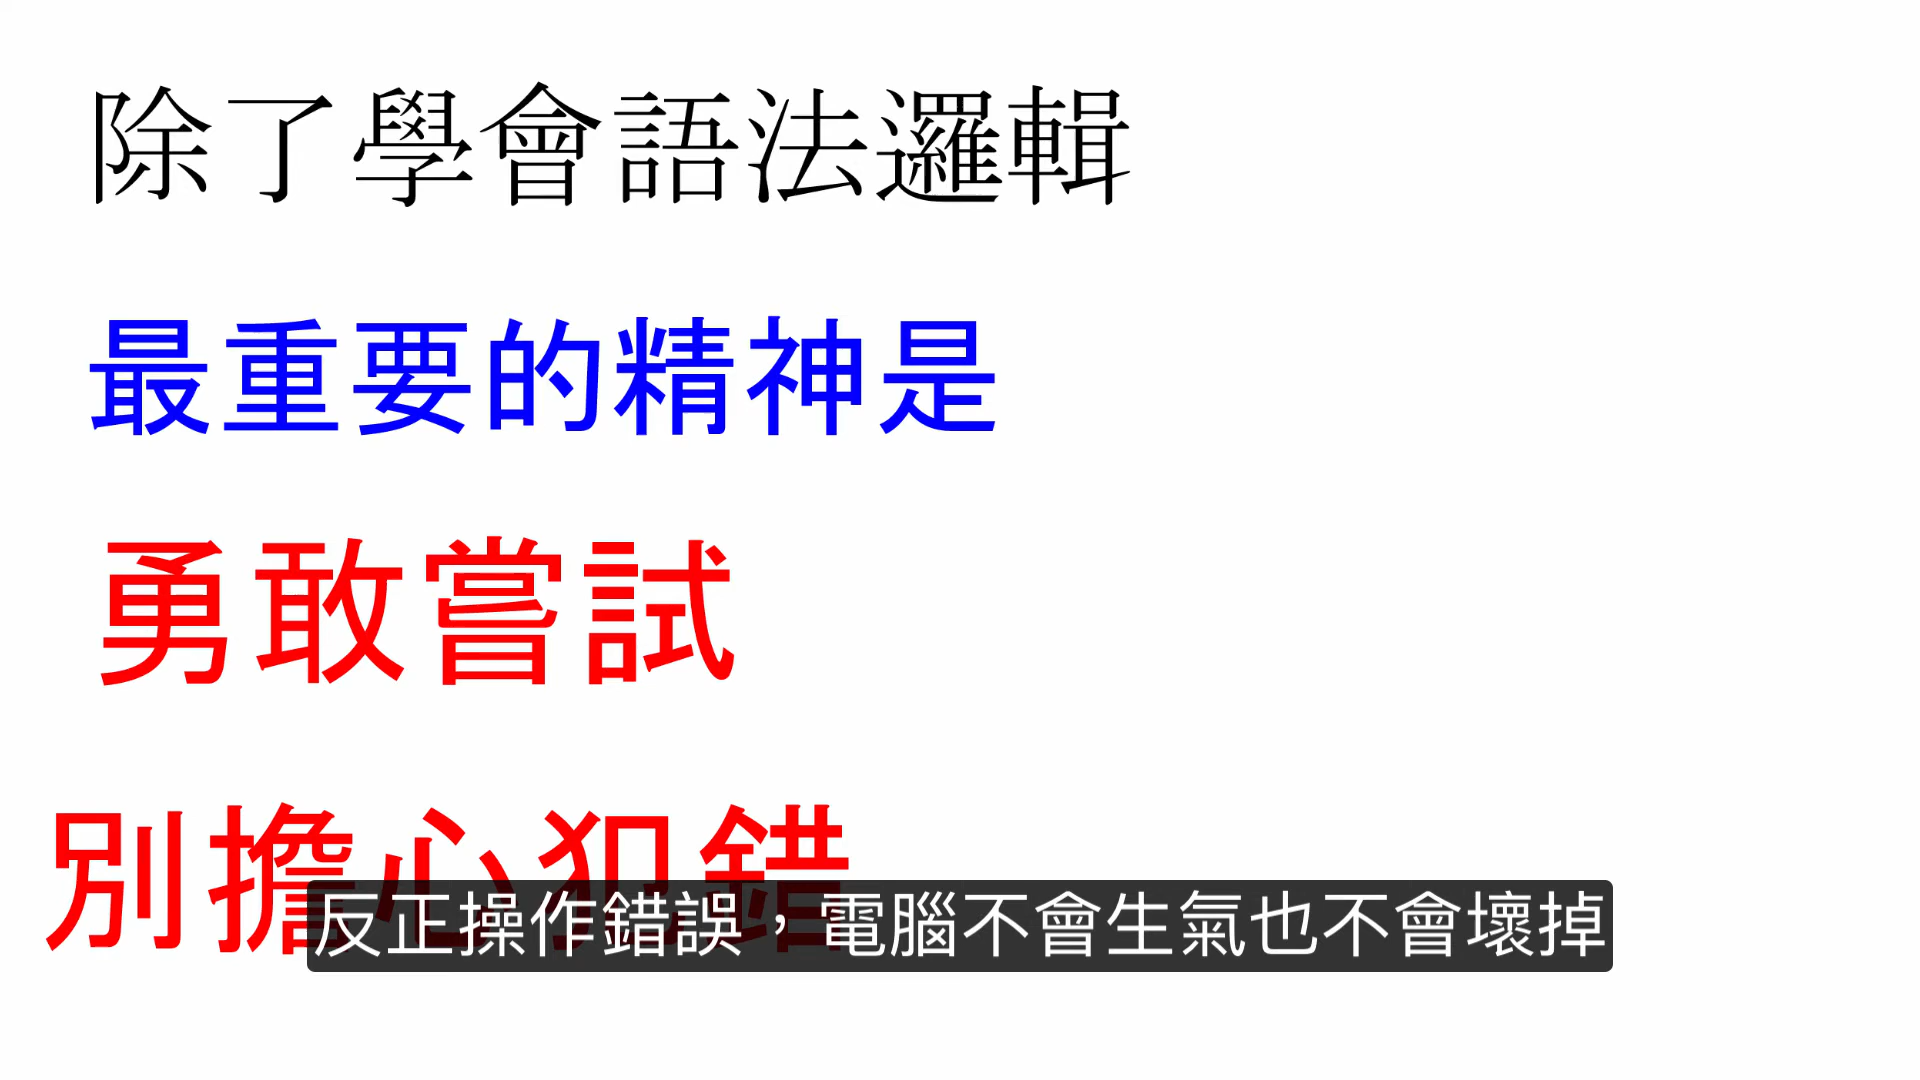 除了學會語法邏輯
最重要的精神是
勇敢嘗試
別擔心犯錯
反正操作錯誤，電腦不會生氣也不會壞掉